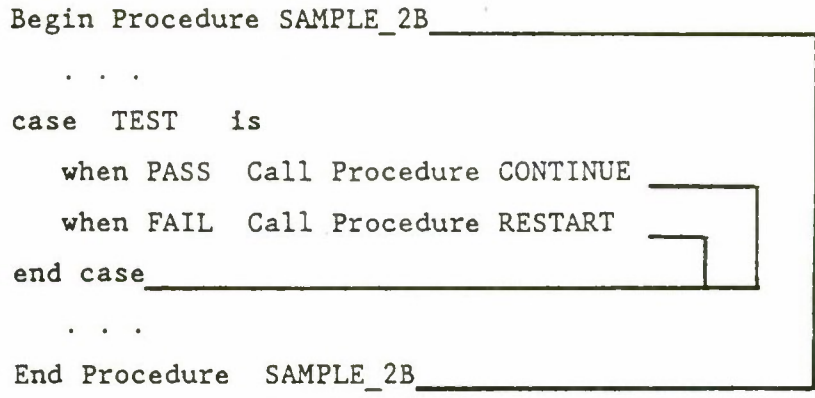 Begin Procedure SAMPLE_2B
. . .
case TEST is
when PASS Call Procedure CONTINUE
when FAIL Call Procedure RESTART
end case
. . .
End Procedure SAMPLE_2B